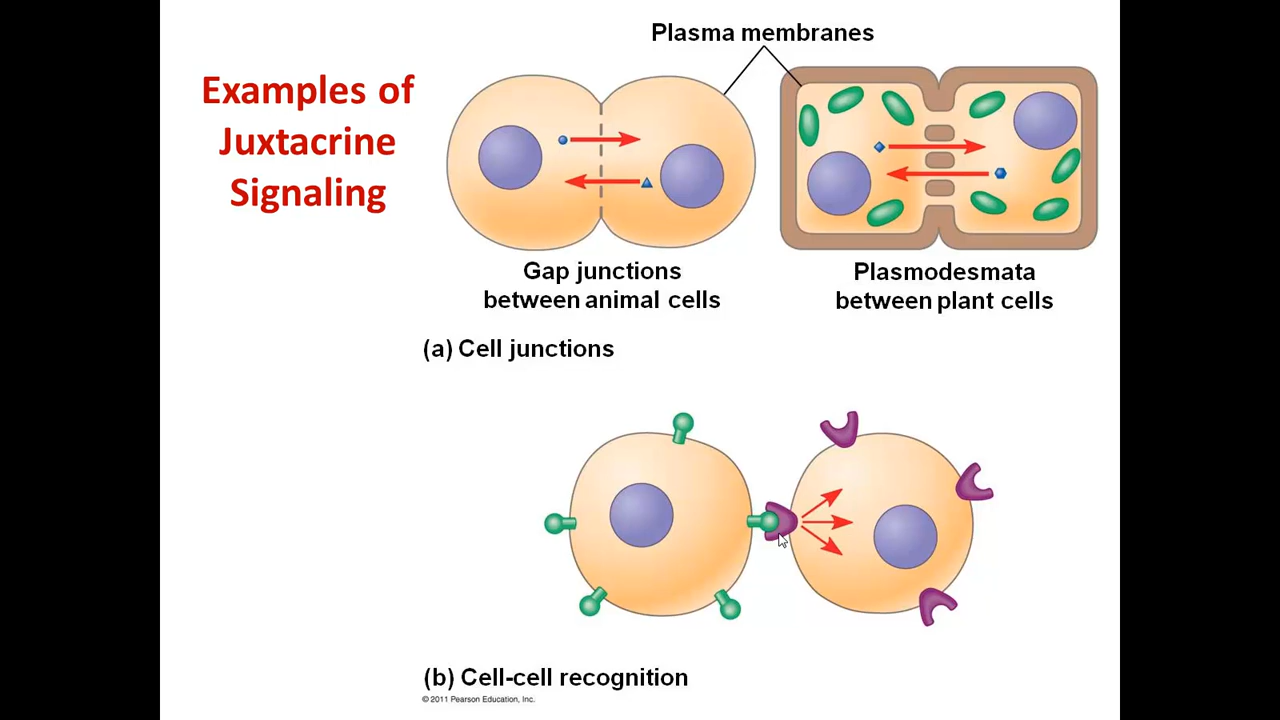 Examples of
Juxtacrine
Signaling
Plasma membranes
Gap junctions
between animal cells
Plasmodesmata
between plant cells
(a) Cell junctions
(b) Cell-cell recognition
© 2011 Pearson Education, Inc.